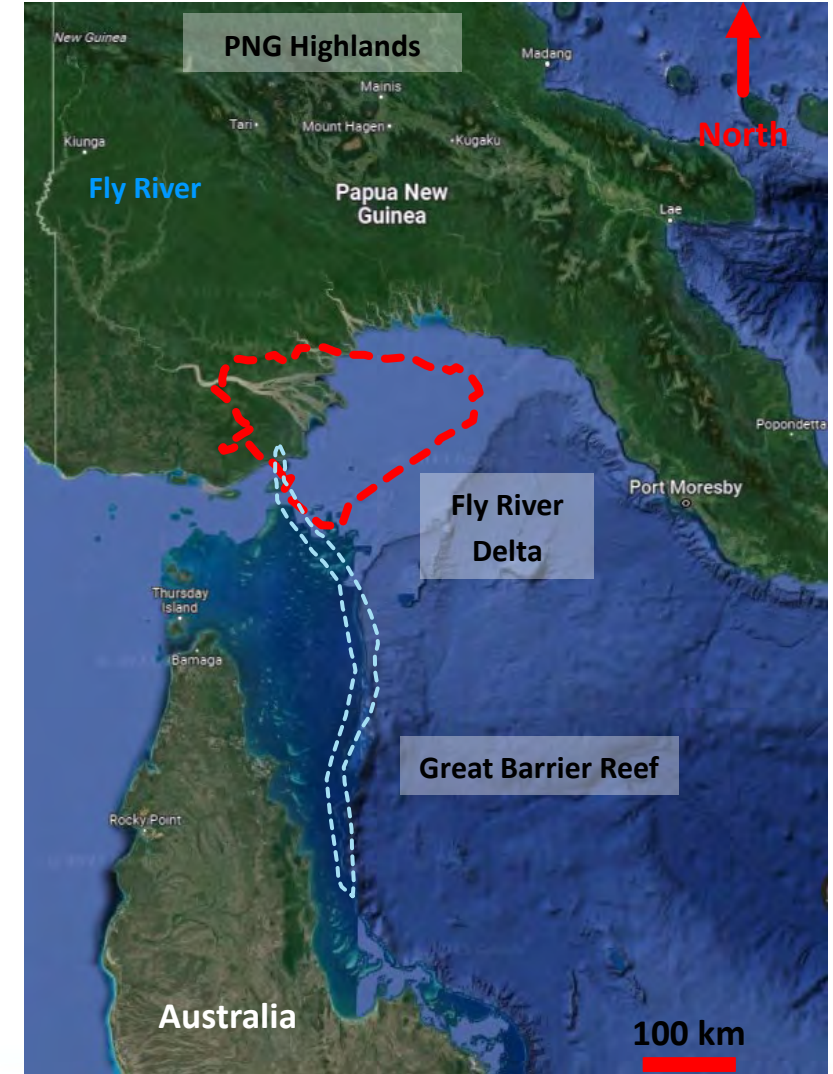 New Guinea
PNG Highlands
Madang
North
Mainis
Tari
Mount Hagen
Kugaku
Kiunga
Fly River
Papua New
Guinea
Lae
Popondetta
Port Moresby
Fly River
Delta
Thursday
Island
Bamaga
Great Barrier Reef
Rocky Point
Australia
100 km